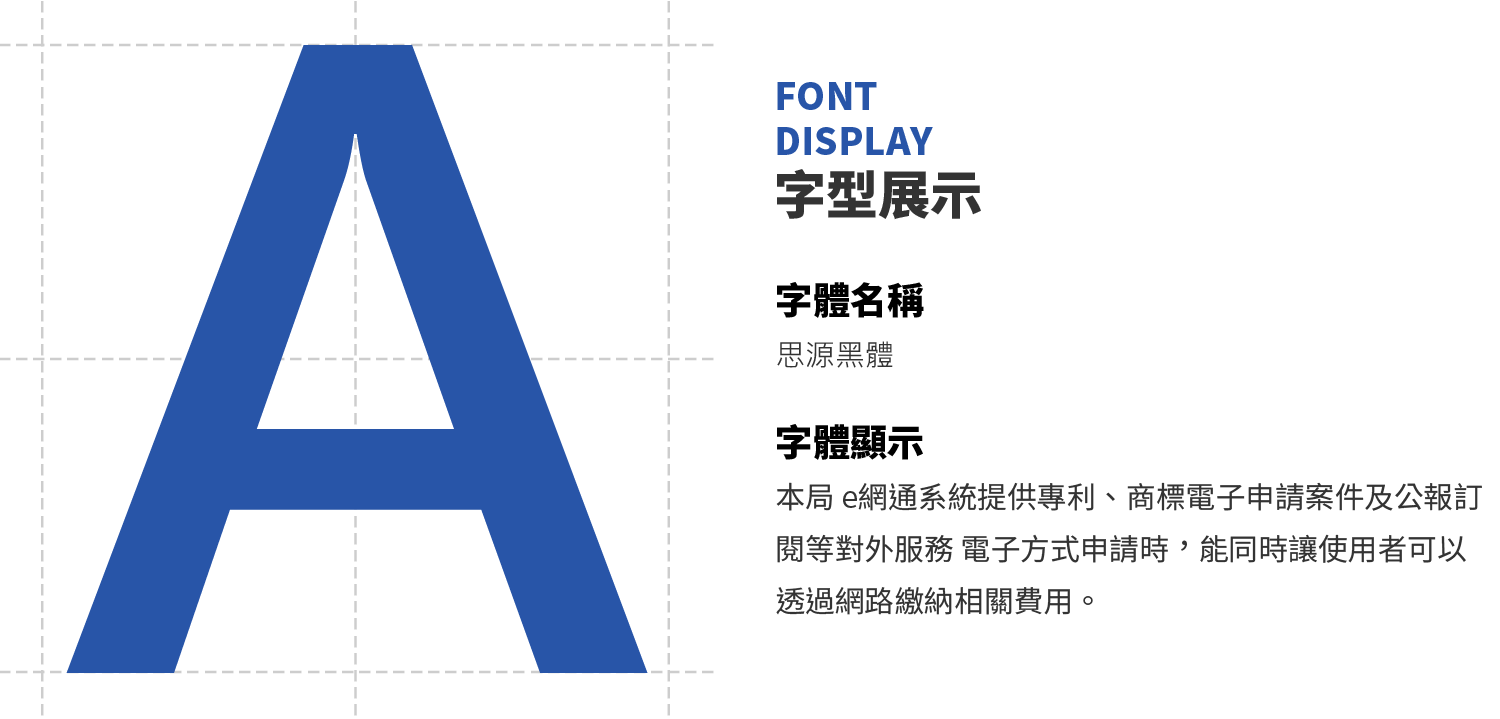 A
FONT
DISPLAY
字型展示
字體名稱
思源黑體
字體顯示
本局 e網通系統提供專利、商標電子申請案件及公報訂
閱等對外服務 電子方式申請時，能同時讓使用者可以
透過網路繳納相關費用。